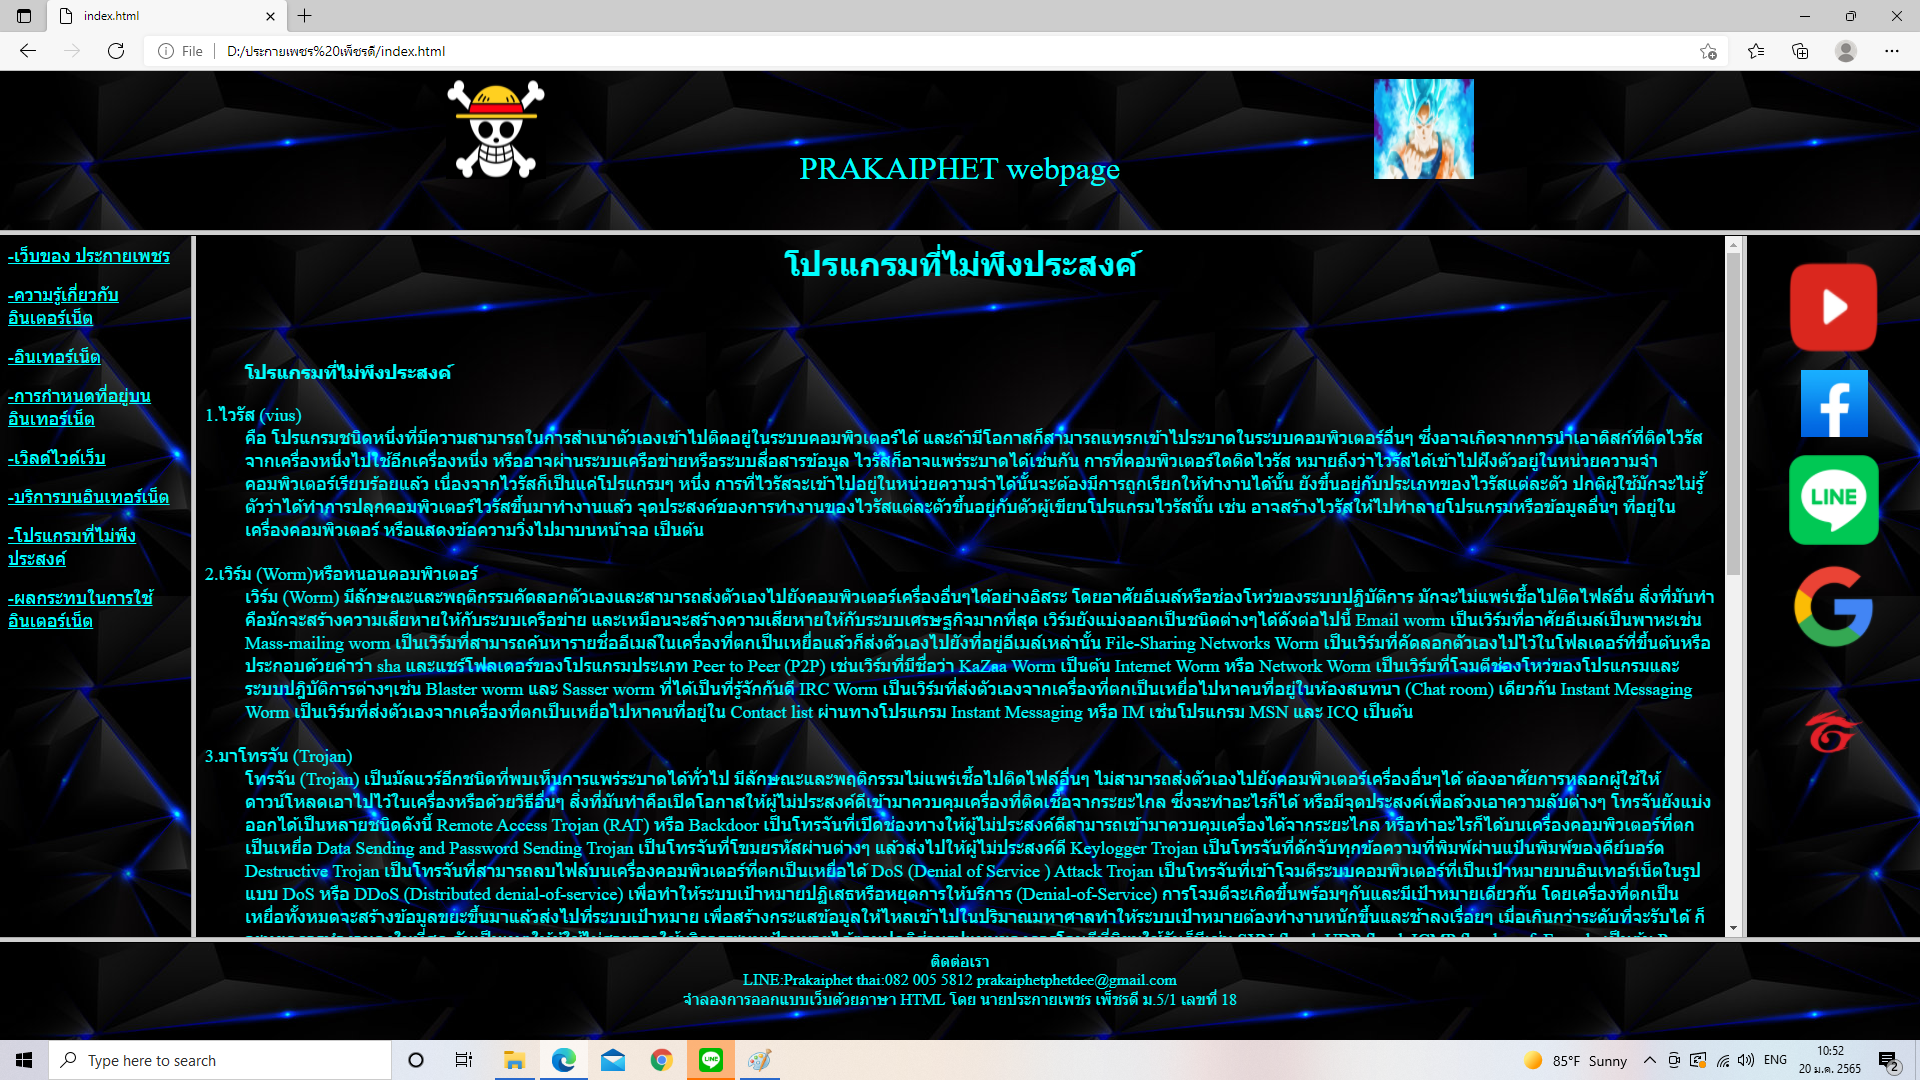 index.html
File
D:/ประกายเพชร%20เพ็ชรดี/index.html
PRAKAIPHET webpage
-เว็บของ ประกายเพชร
-ความรู้เกี่ยวกับ
อินเตอร์เน็ต
-อินเทอร์เน็ต
-การกำหนดที่อยู่บน
อินเทอร์เน็ต
-เวิลด์ไวด์เว็บ
-บริการบนอินเทอร์เน็ต
-โปรแกรมที่ไม่พึง
ประสงค์
-ผลกระทบในการใช้
อินเตอร์เน็ต
โปรแกรมที่ไม่พึงประสงค์
โปรแกรมที่ไม่พึงประสงค์
1.ไวรัส (vius)
คือ โปรแกรมชนิดหนึ่งที่มีความสามารถในการสำเนาตัวเองเข้าไปติดอยู่ในระบบคอมพิวเตอร์ได้ และถ้ามีโอกาสก็สามารถแทรกเข้าไประบาดในระบบคอมพิวเตอร์อื่นๆ ซึ่งอาจเกิดจากการนำเอาดิสก์ที่ติดไวรัส
จากเครื่องหนึ่งไปใช้อีกเครื่องหนึ่ง หรืออาจผ่านระบบเครือข่ายหรือระบบสื่อสารข้อมูล ไวรัสก็อาจแพร่ระบาดได้เช่นกัน การที่คอมพิวเตอร์ใดติดไวรัส หมายถึงว่าไวรัสได้เข้าไปฝังตัวอยู่ในหน่วยความจำ
คอมพิวเตอร์เรียบร้อยแล้ว เนื่องจากไวรัสก็เป็นแค่โปรแกรมๆ หนึ่ง การที่ไวรัสจะเข้าไปอยู่ในหน่วยความจำได้นั้นจะต้องมีการถูกเรียกให้ทำงานได้นั้น ยังขึ้นอยู่กับประเภทของไวรัสแต่ละตัว ปกติผู้ใช้มักจะไม่รู้
ตัวว่าได้ทำการปลุกคอมพิวเตอร์ไวรัสขึ้นมาทำงานแล้ว จุดประสงค์ของการทำงานของไวรัสแต่ละตัวขึ้นอยู่กับตัวผู้เขียนโปรแกรมไวรัสนั้น เช่น อาจสร้างไวรัสให้ไปทำลายโปรแกรมหรือข้อมูลอื่นๆ ที่อยู่ใน
เครื่องคอมพิวเตอร์ หรือแสดงข้อความวิ่งไปมาบนหน้าจอ เป็นต้น
2.เวิร์ม (Worm)หรือหนอนคอมพิวเตอร์
เวิร์ม (Worm) มีลักษณะและพฤติกรรมคัดลอกตัวเองและสามารถส่งตัวเองไปยังคอมพิวเตอร์เครื่องอื่นๆได้อย่างอิสระ โดยอาศัยอีเมล์หรือช่องโหว่ของระบบปฏิบัติการ มักจะไม่แพร่เชื้อไปติดไฟล์อื่น สิ่งที่มันทำ
คือมักจะสร้างความเสียหายให้กับระบบเครือข่าย และเหมือนจะสร้างความเสียหายให้กับระบบเศรษฐกิจมากที่สุด เวิร์มยังแบ่งออกเป็นชนิดต่างๆได้ดังต่อไปนี้ Email worm เป็นเวิร์มที่อาศัยอีเมล์เป็นพาหะเช่น
Mass-mailing worm เป็นเวิร์มที่สามารถค้นหารายชื่ออีเมล์ในเครื่องที่ตกเป็นเหยื่อแล้วก็ส่งตัวเองไปยังที่อยู่อีเมล์เหล่านั้น File-Sharing Networks Worm เป็นเวิร์มที่คัดลอกตัวเองไปไว้ในโฟลเดอร์ที่ขึ้นต้นหรือ
ประกอบด้วยคำว่า sha และแชร์โฟลเดอร์ของโปรแกรมประเภท Peer to Peer (P2P) เช่นเวิร์มที่มีชื่อว่า KaZaa Worm เป็นต้น Internet Worm หรือ Network Worm เป็นเวิร์มที่โจมตีช่องโหว่ของโปรแกรมและ
ระบบปฏิบัติการต่างๆเช่น Blaster worm และ Sasser worm ที่ได้เป็นที่รู้จักกันดี IRC Worm เป็นเวิร์มที่ส่งตัวเองจากเครื่องที่ตกเป็นเหยื่อไปหาคนที่อยู่ในห้องสนทนา (Chat room) เดียวกัน Instant Messaging
Worm เป็นเวิร์มที่ส่งตัวเองจากเครื่องที่ตกเป็นเหยื่อไปหาคนที่อยู่ใน Contact list ผ่านทางโปรแกรม Instant Messaging หรือ IM เช่นโปรแกรม MSN และ ICQ เป็นต้น
3.มาโทรจัน (Trojan)
โทรจัน (Trojan) เป็นมัลแวร์อีกชนิดที่พบเห็นการแพร่ระบาดได้ทั่วไป มีลักษณะและพฤติกรรมไม่แพร่เชื้อไปติดไฟล์อื่นๆ ไม่สามารถส่งตัวเองไปยังคอมพิวเตอร์เครื่องอื่นๆได้ ต้องอาศัยการหลอกผู้ใช้ให้
ดาวน์โหลดเอาไปไว้ในเครื่องหรือด้วยวิธีอื่นๆ สิ่งที่มันทำคือเปิดโอกาสให้ผู้ไม่ประสงค์ดีเข้ามาควบคุมเครื่องที่ติดเชื้อจากระยะไกล ซึ่งจะทำอะไรก็ได้ หรือมีจุดประสงค์เพื่อล้วงเอาความลับต่างๆ โทรจันยังแบ่ง
ออกได้เป็นหลายชนิดดังนี้ Remote Access Trojan (RAT) หรือ Backdoor เป็นโทรจันที่เปิดช่องทางให้ผู้ไม่ประสงค์ดีสามารถเข้ามาควบคุมเครื่องได้จากระยะไกล หรือทำอะไรก็ได้บนเครื่องคอมพิวเตอร์ที่ตก
เป็นเหยื่อ Data Sending and Password Sending Trojan เป็นโทรจันที่โขมยรหัสผ่านต่างๆ แล้วส่งไปให้ผู้ไม่ประสงค์ดี Keylogger Trojan เป็นโทรจันที่ดักจับทุกข้อความที่พิมพ์ผ่านแป้นพิมพ์ของคีย์บอร์ด
Destructive Trojan เป็นโทรจันที่สามารถลบไฟล์บนเครื่องคอมพิวเตอร์ที่ตกเป็นเหยื่อได้ DoS (Denial of Service ) Attack Trojan เป็นโทรจันที่เข้าโจมตีระบบคอมพิวเตอร์ที่เป็นเป้าหมายบนอินเทอร์เน็ตในรูป
แบบ DoS หรือ DDoS (Distributed denial-of-service) เพื่อทำให้ระบบเป้าหมายปฏิเสธหรือหยุดการให้บริการ (Denial-of-Service) การโจมตีจะเกิดขึ้นพร้อมๆกันและมีเป้าหมายเดียวกัน โดยเครื่องที่ตกเป็น
เหยื่อทั้งหมดจะสร้างข้อมูลขยะขึ้นมาแล้วส่งไปที่ระบบเป้าหมาย เพื่อสร้างกระแสข้อมูลให้ไหลเข้าไปในปริมาณมหาศาลทำให้ระบบเป้าหมายต้องทำงานหนักขึ้นและช้าลงเรื่อยๆ เมื่อเกินกว่าระดับที่จะรับได้ ก็
LINE
ติดต่อเรา
LINE:Prakaiphet thai:082 005 5812 prakaiphetphetdee@gmail.com
จำลองการออกแบบเว็บด้วยภาษา HTML โดย นายประกายเพชร เพ็ชรดี ม.5/1 เลขที่ 18
Type here to search
LINE
85°F Sunny
ENG
10:52
20 ม.ค. 2565
2